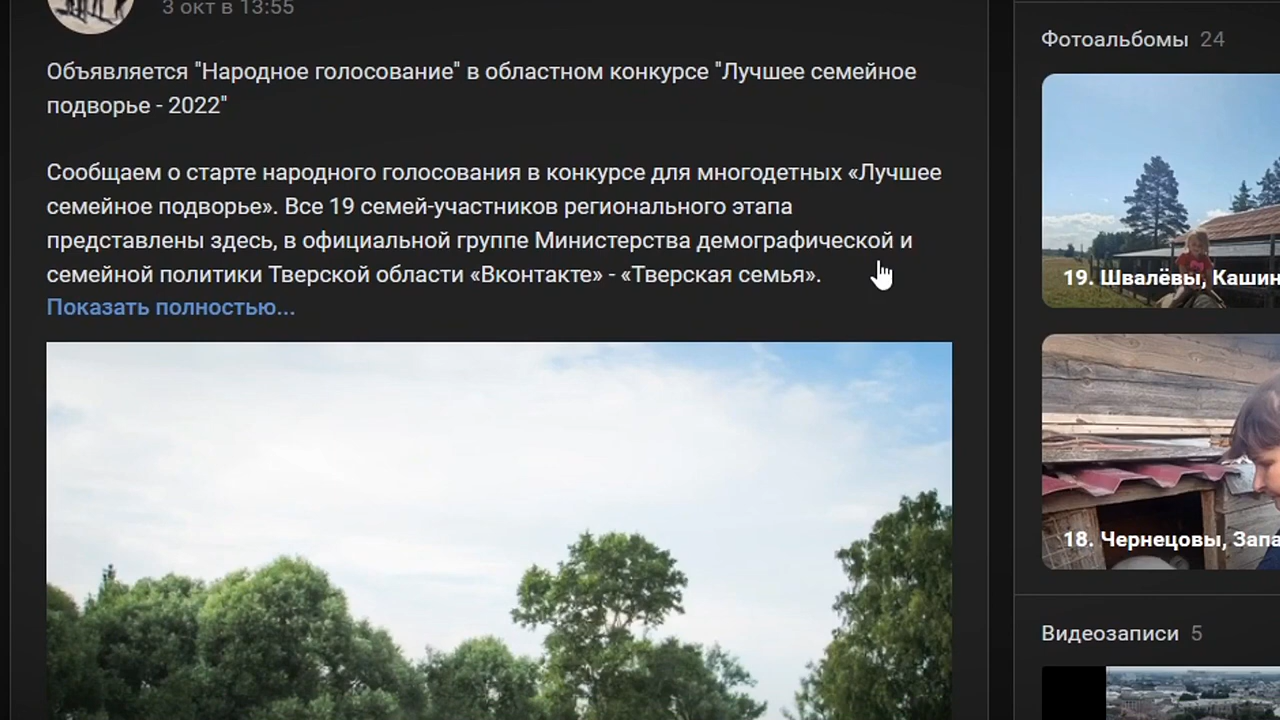 3 окт в 13:55
Объявляется "Народное голосование" в областном конкурсе "Лучшее семейное
подворье - 2022"
Сообщаем о старте народного голосования в конкурсе для многодетных «Лучшее
семейное подворье». Все 19 семей-участников регионального этапа
представлены здесь, в официальной группе Министерства демографической и
семейной политики Тверской области «Вконтакте» - «Тверская семья».
Показать полностью...
Фотоальбомы 24
19. Швалёвы, Кашин
18. Чернецовы, Запа
Видеозаписи 5